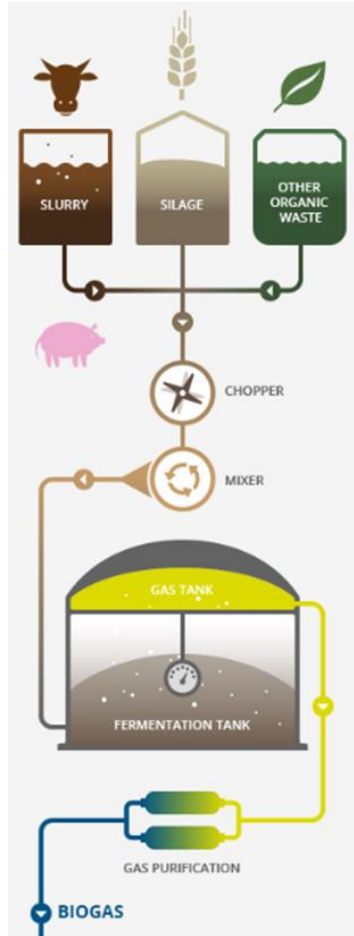 SLURRY
SILAGE
OTHER
ORGANIC
WASTE
CHOPPER
MIXER
GAS TANK
FERMENTATION TANK
GAS PURIFICATION
BIOGAS